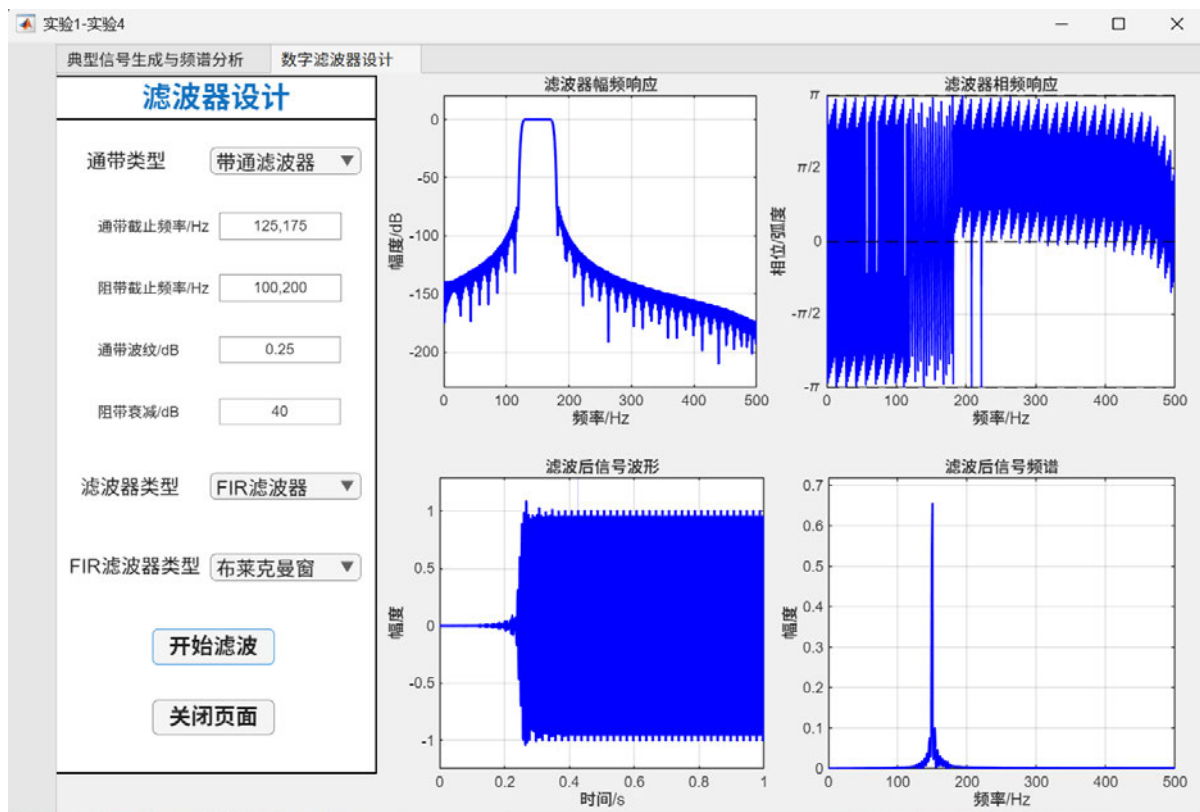 实验1-实验4
典型信号生成与频谱分析
数字滤波器设计
滤波器设计
通带类型
带通滤波器
通带截止频率/Hz
125,175
阻带截止频率/Hz
100,200
通带波纹/dB
0.25
阻带衰减/dB
40
滤波器类型
FIR滤波器
FIR滤波器类型
布莱克曼窗
开始滤波
关闭页面
滤波器幅频响应
幅度/dB
0
-50
-100
-150
-200
0 100 200 300 400 500
频率/Hz
滤波器相频响应
相位/弧度
π
π/2
0
-π/2
-π
0 100 200 300 400 500
频率/Hz
滤波后信号波形
幅度
1
0.5
0
-0.5
-1
0 0.2 0.4 0.6 0.8 1
时间/s
滤波后信号频谱
幅度
0.7
0.6
0.5
0.4
0.3
0.2
0.1
0
0 100 200 300 400 500
频率/Hz